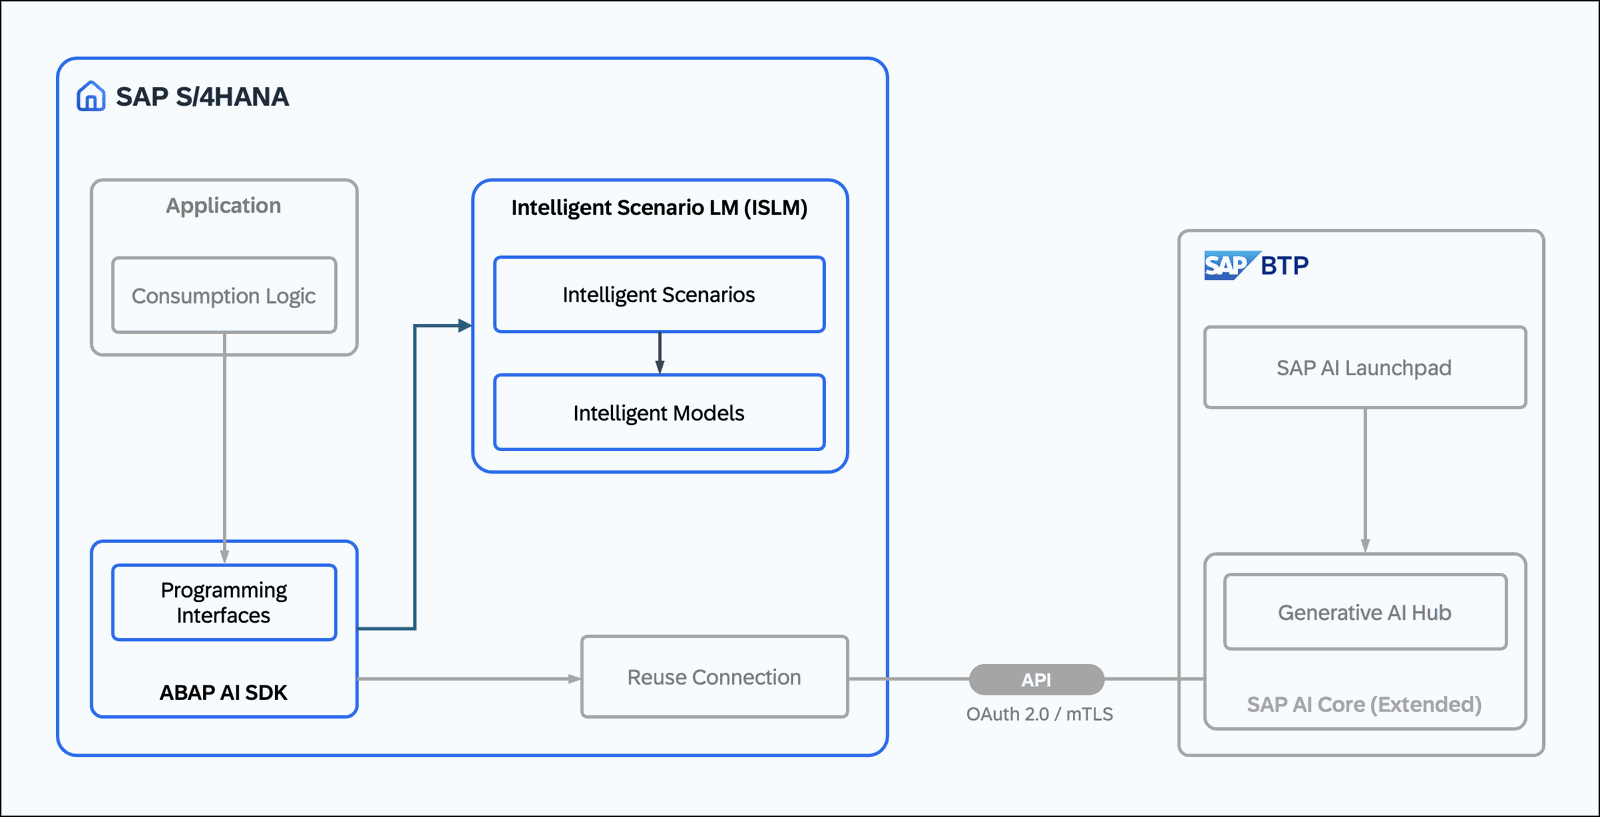 SAP S/4HANA
Application
Consumption Logic
Intelligent Scenario LM (ISLM)
Intelligent Scenarios
Intelligent Models
Programming
Interfaces
ABAP AI SDK
Reuse Connection
API
OAuth 2.0 / mTLS
SAP BTP
SAP AI Launchpad
Generative AI Hub
SAP AI Core (Extended)